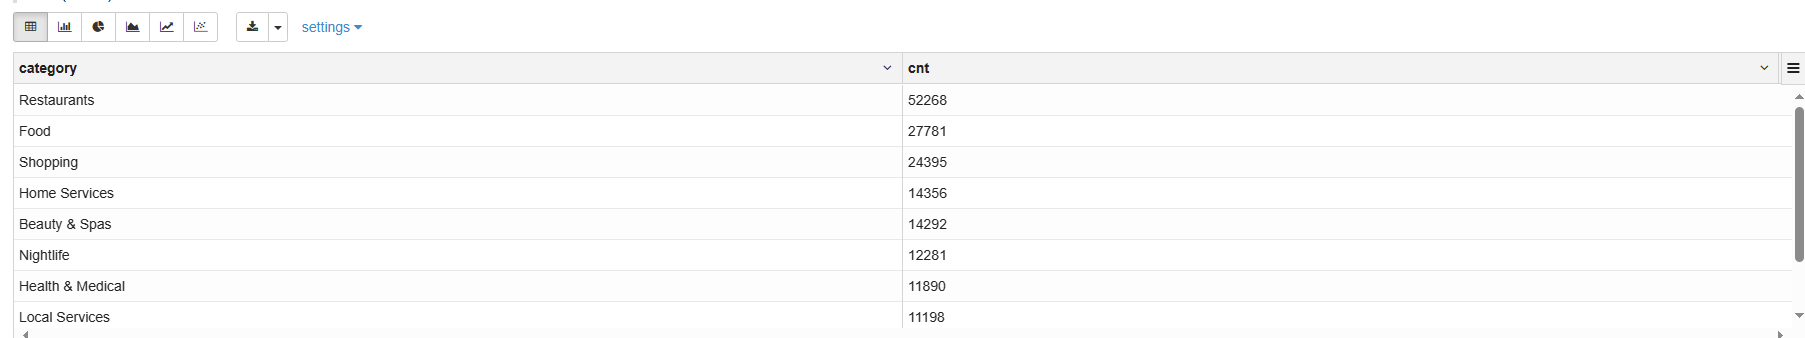 settings
category cnt
Restaurants 52268
Food 27781
Shopping 24395
Home Services 14356
Beauty & Spas 14292
Nightlife 12281
Health & Medical 11890
Local Services 11198